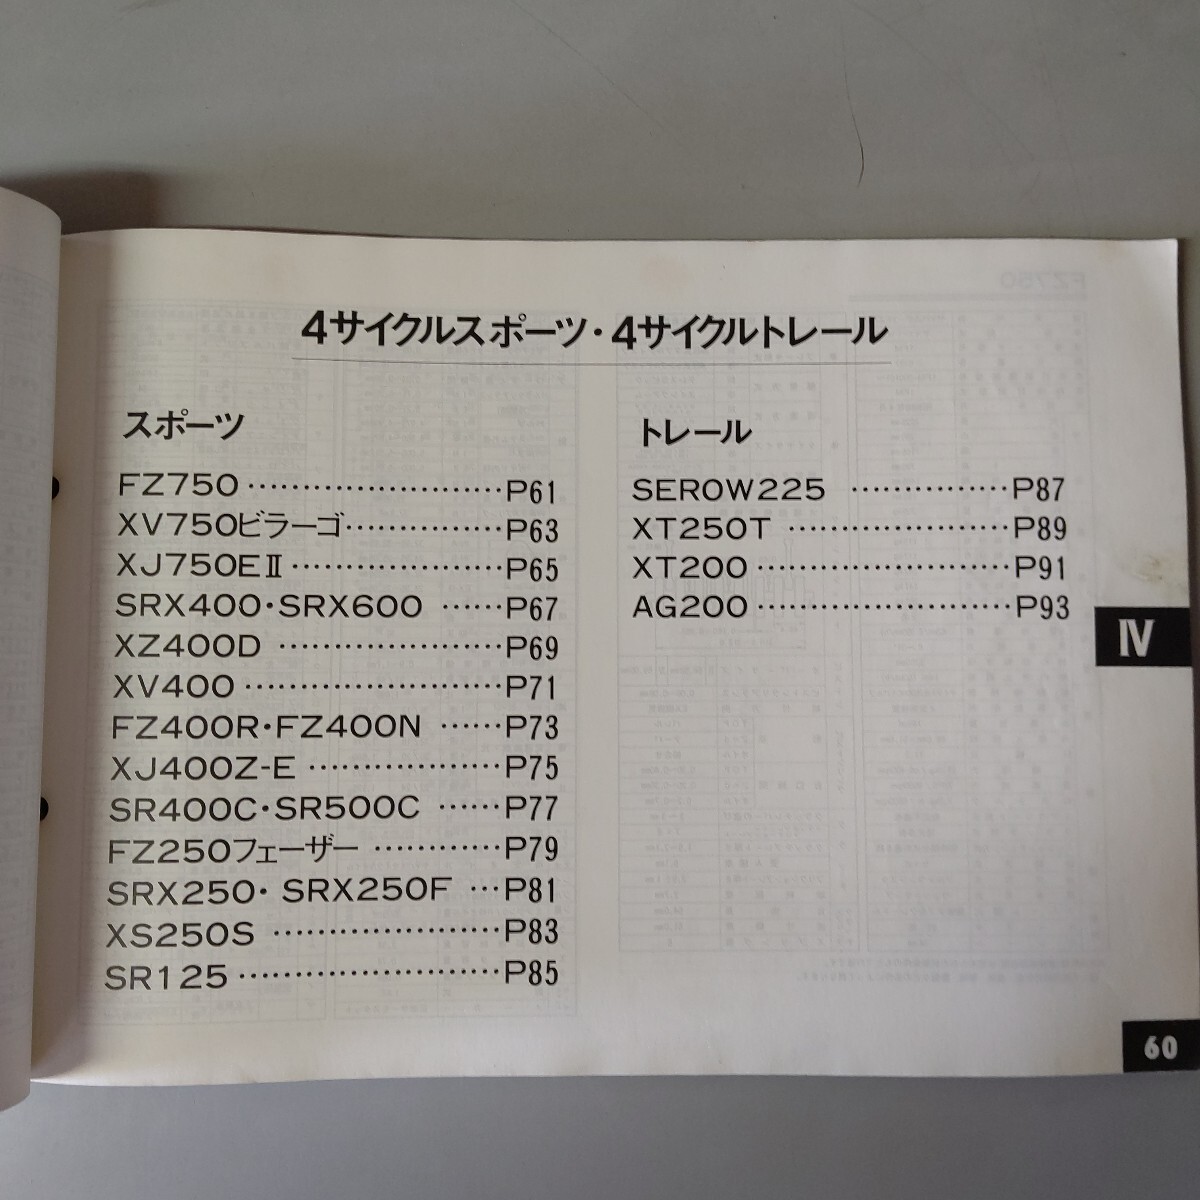 4サイクルスポーツ・4サイクルトレール
スポーツ
FZ750 ························P61
XV750ビラーゴ···············P63
XJ750EⅡ····················P65
SRX400・SRX600 ······P67
XZ400D ·····················P69
XV400 ························P71
FZ400R・FZ400N ······P73
XJ400Z-E ··················P75
SR400C・SR500C ······P77
FZ250フェーザー ············P79
SRX250・ SRX250F ···P81
XS250S ·····················P83
SR125 ························P85
トレール
SEROW225 ···············P87
XT250T ·····················P89
XT200 ························P91
AG200 ························P93
Ⅳ
60